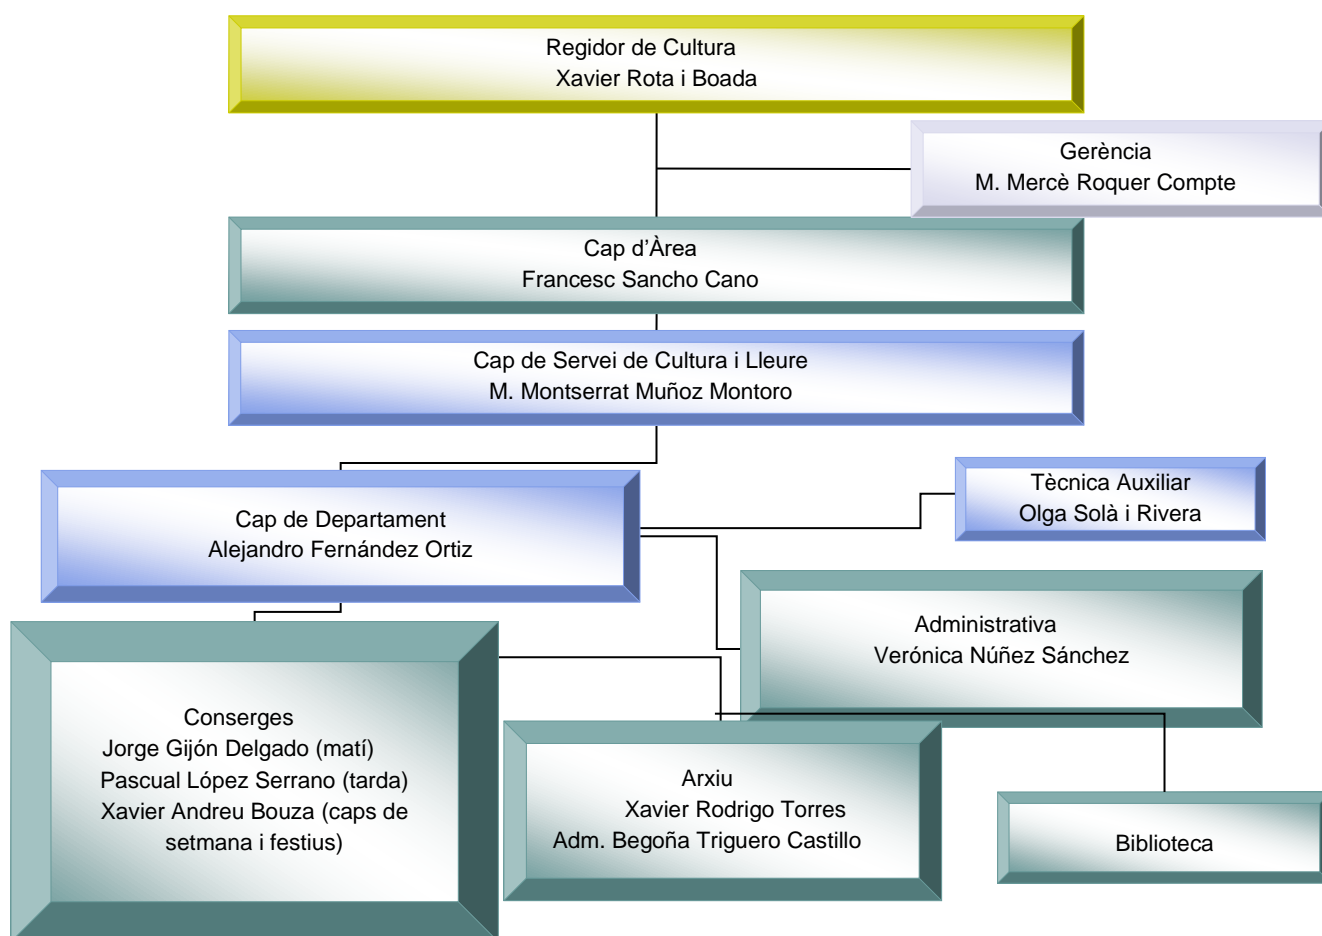 Regidor de Cultura
Xavier Rota i Boada
Gerència
M. Mercè Roquer Compte
Cap d’Àrea
Francesc Sancho Cano
Cap de Servei de Cultura i Lleure
M. Montserrat Muñoz Montoro
Cap de Departament
Alejandro Fernández Ortiz
Tècnica Auxiliar
Olga Solà i Rivera
Administrativa
Verónica Núñez Sánchez
Conserges
Jorge Gijón Delgado (matí)
Pascual López Serrano (tarda)
Xavier Andreu Bouza (caps de
setmana i festius)
Arxiu
Xavier Rodrigo Torres
Adm. Begoña Triguero Castillo
Biblioteca